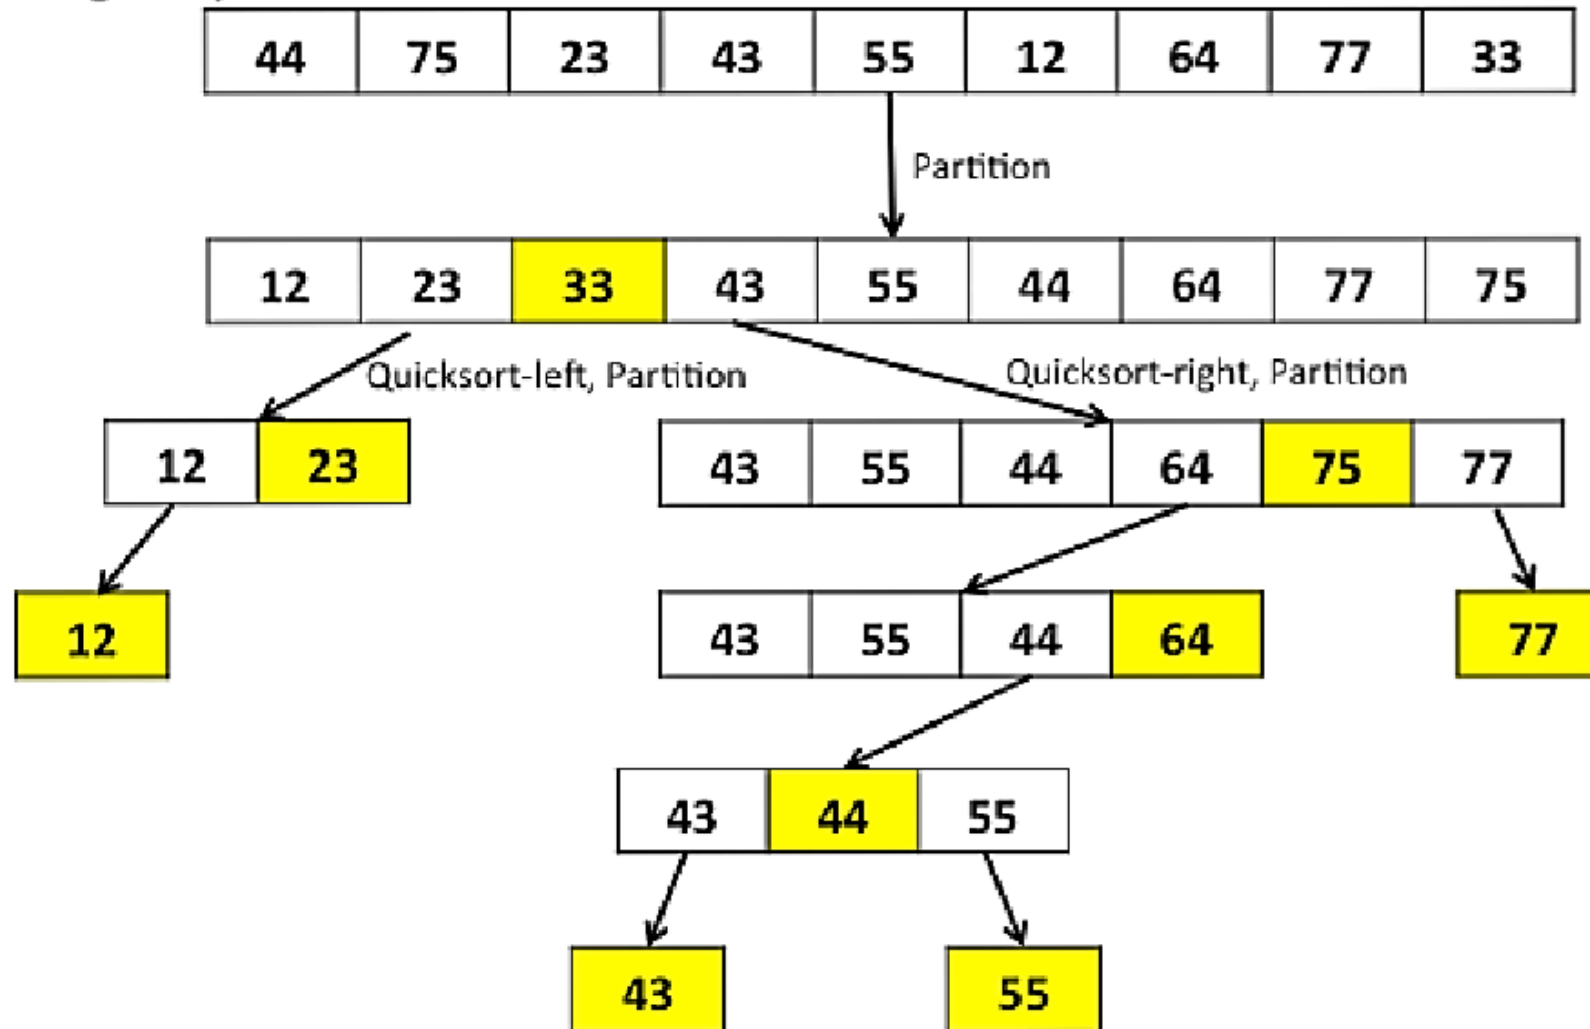 44 75 23 43 55 12 64 77 33
Partition
12 23 33 43 55 44 64 77 75
Quicksort-left, Partition
Quicksort-right, Partition
12 23
43 55 44 64 75 77
12
43 55 44 64
77
43 44 55
43
55